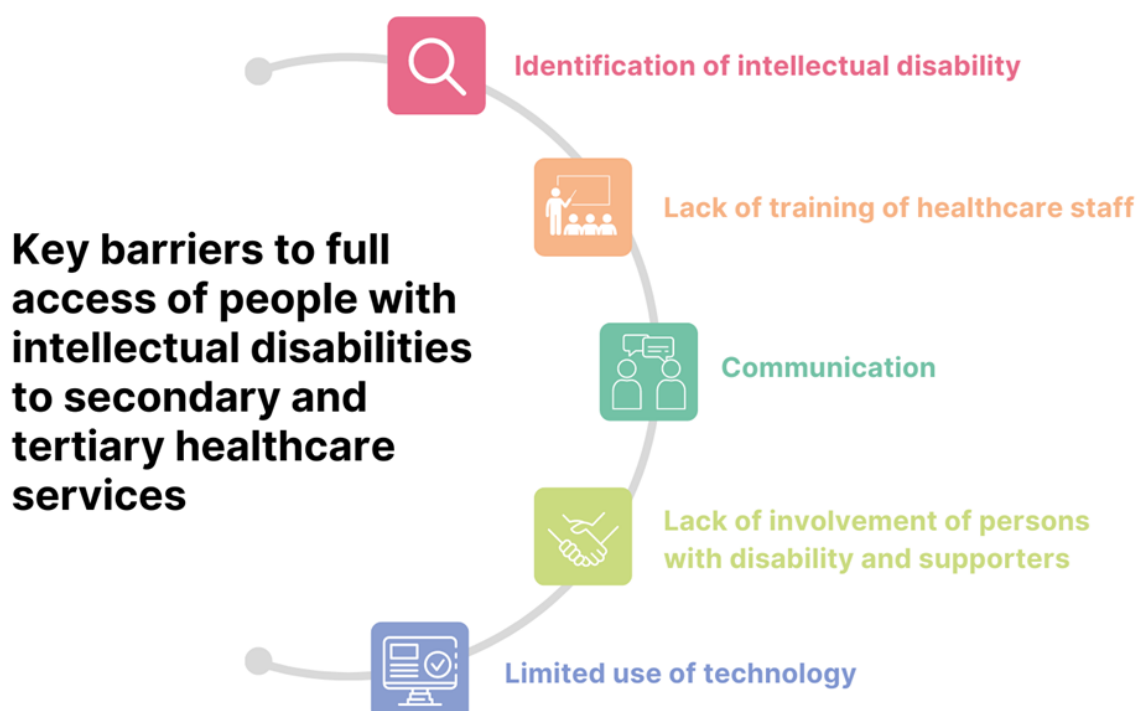 Identification of intellectual disability
Lack of training of healthcare staff
Key barriers to full
access of people with
intellectual disabilities
to secondary and
tertiary healthcare
services
Communication
Lack of involvement of persons
with disability and supporters
Limited use of technology